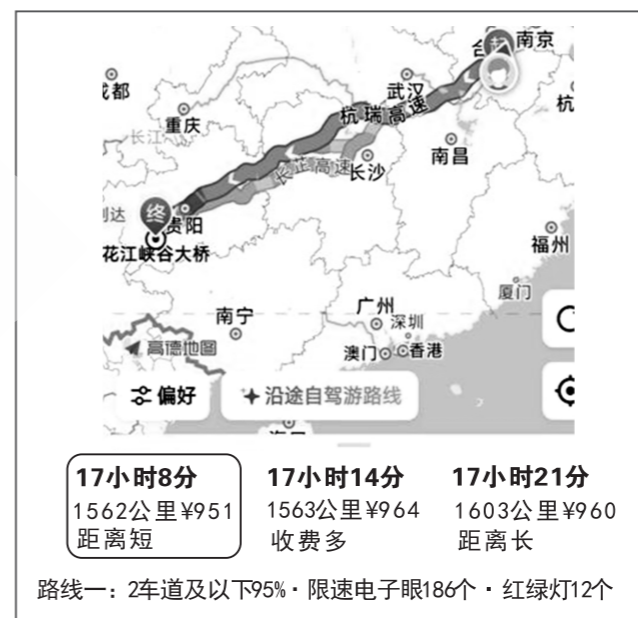 起
南京
武汉
杭
重庆
长江
杭瑞高速
南昌
长芷高速
长沙
终
贵阳
花江峡谷大桥
福州
厦门
南宁
广州
深圳
澳门
香港
高德地图
偏好
沿途自驾游路线
17小时8分
17小时14分
17小时21分
1562公里¥951
1563公里¥964
1603公里¥960
距离短
收费多
距离长
路线一：2车道及以下95%·限速电子眼186个·红绿灯12个